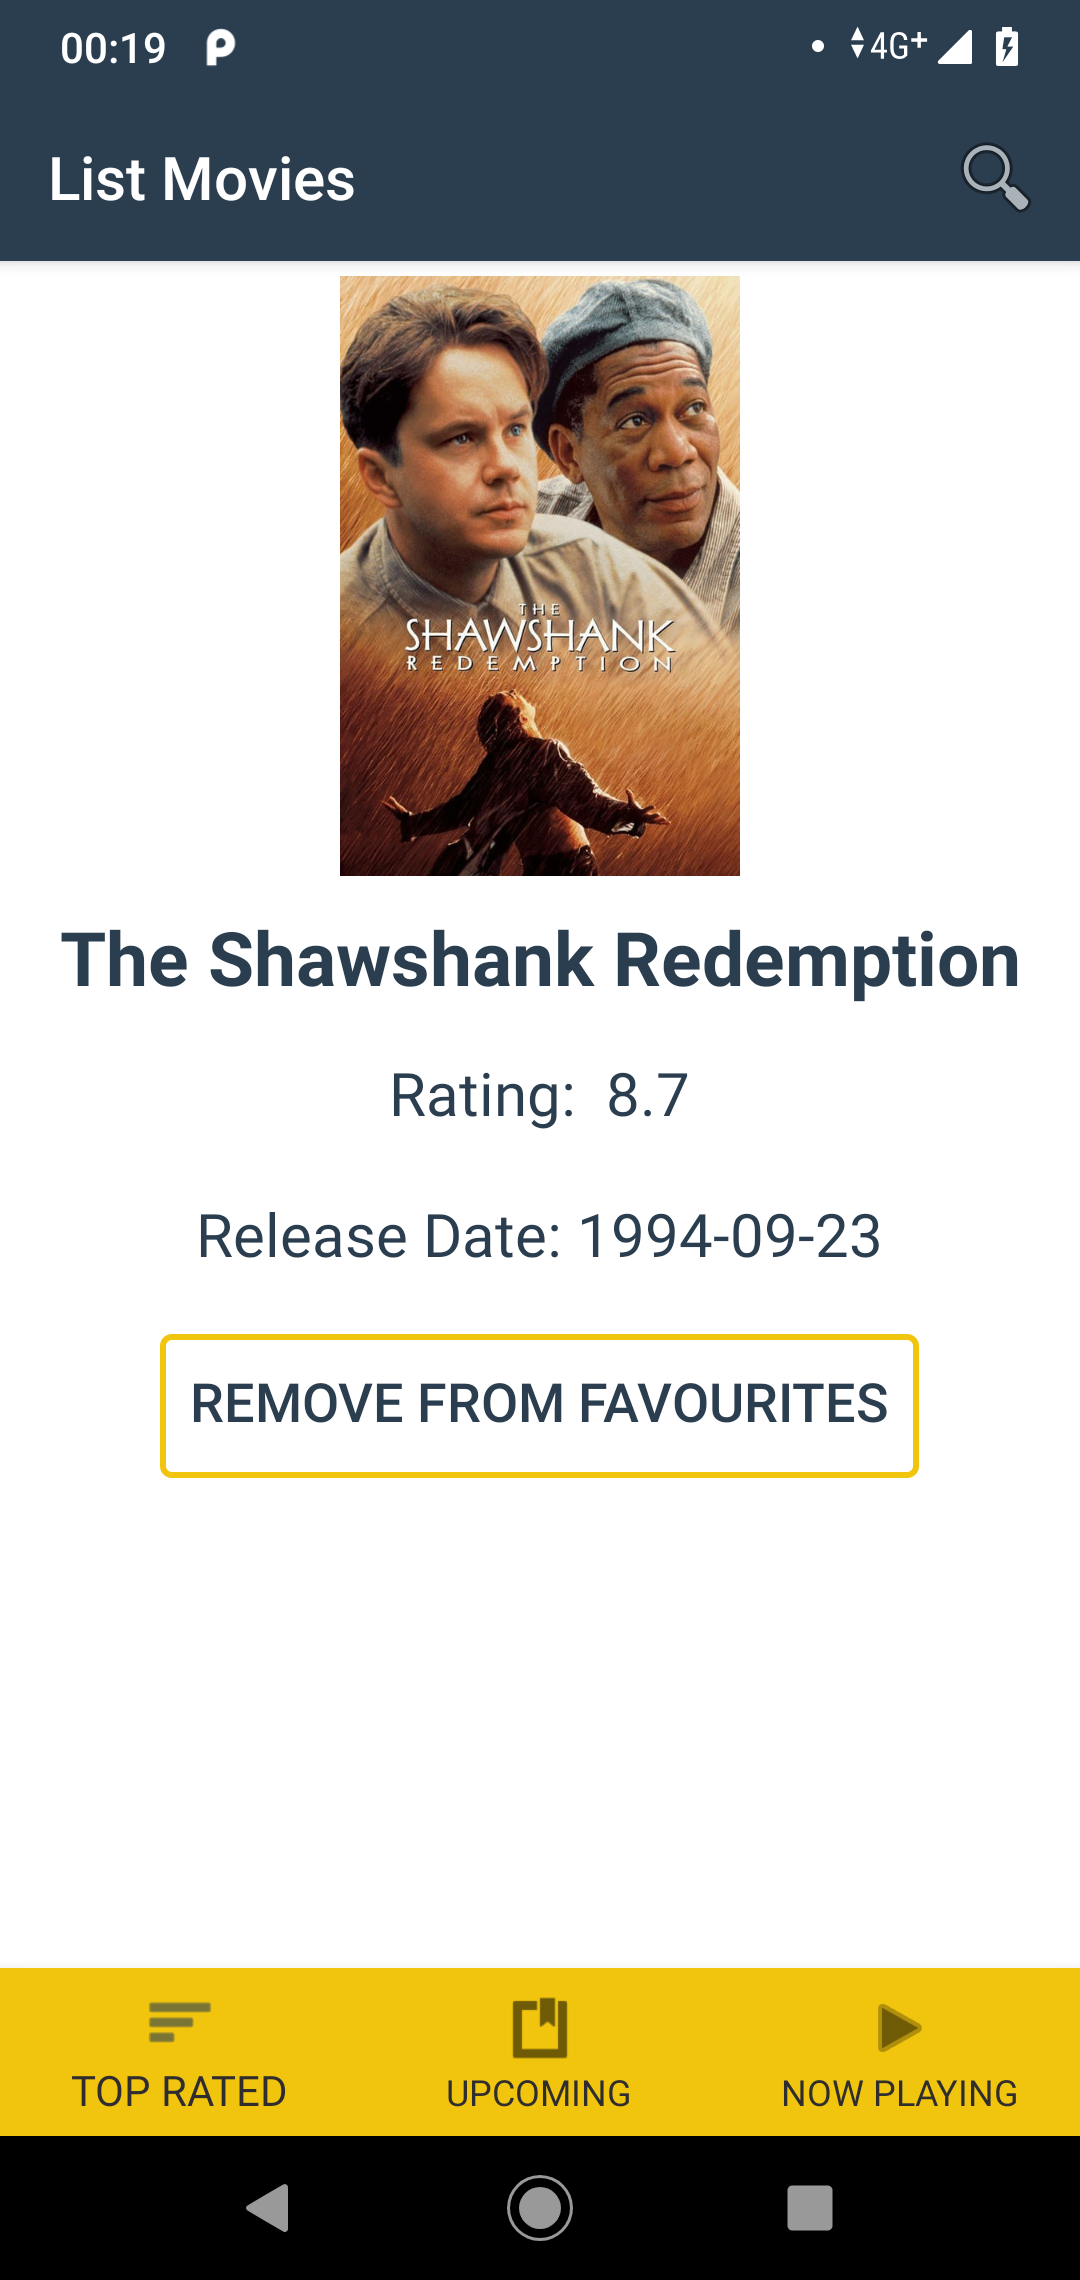 00:19
4G+
List Movies
THE
SHAWSHANK
REDEMPTION
The Shawshank Redemption
Rating:  8.7
Release Date: 1994-09-23
REMOVE FROM FAVOURITES
TOP RATED
UPCOMING
NOW PLAYING